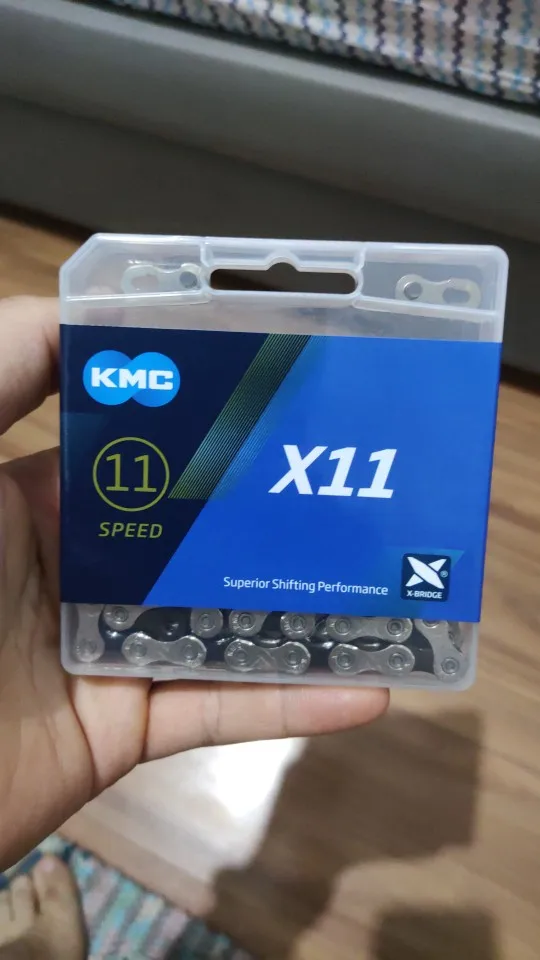 KMC
11
SPEED
X11
Superior Shifting Performance
X®
X-BRIDGE